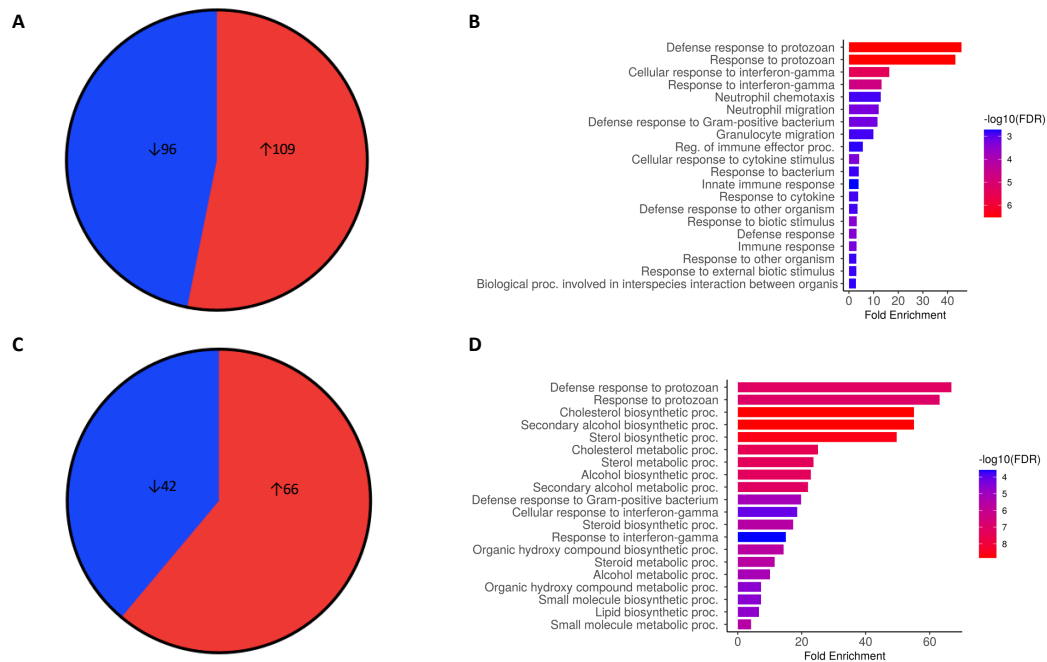 A
↓96
↑109
B
Defense response to protozoan
Response to protozoan
Cellular response to interferon-gamma
Response to interferon-gamma
Neutrophil chemotaxis
Neutrophil migration
Defense response to Gram-positive bacterium
Granulocyte migration
Reg. of immune effector proc.
Cellular response to cytokine stimulus
Response to bacterium
Innate immune response
Response to cytokine
Defense response to other organism
Response to biotic stimulus
Defense response
Immune response
Response to other organism
Response to external biotic stimulus
Biological proc. involved in interspecies interaction between organis
0 10 20 30 40
Fold Enrichment
-log10(FDR)
3
4
5
6
C
↓42
↑66
D
Defense response to protozoan
Response to protozoan
Cholesterol biosynthetic proc.
Secondary alcohol biosynthetic proc.
Sterol biosynthetic proc.
Cholesterol metabolic proc.
Sterol metabolic proc.
Alcohol biosynthetic proc.
Secondary alcohol metabolic proc.
Defense response to Gram-positive bacterium
Cellular response to interferon-gamma
Steroid biosynthetic proc.
Response to interferon-gamma
Organic hydroxy compound biosynthetic proc.
Steroid metabolic proc.
Alcohol metabolic proc.
Organic hydroxy compound metabolic proc.
Small molecule biosynthetic proc.
Lipid biosynthetic proc.
Small molecule metabolic proc.
0 20 40 60
Fold Enrichment
-log10(FDR)
4
5
6
7
8